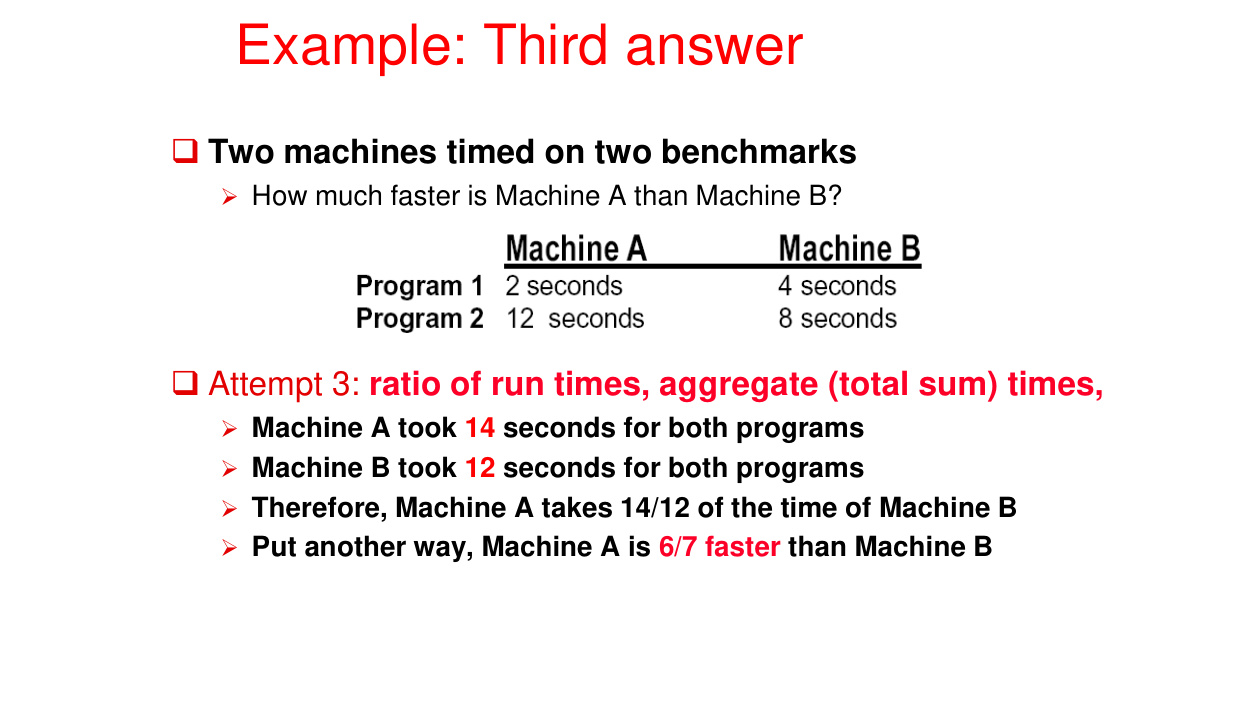 Example: Third answer
❑ Two machines timed on two benchmarks
➢ How much faster is Machine A than Machine B?
Machine A Machine B
Program 1 2 seconds 4 seconds
Program 2 12 seconds 8 seconds
❑ Attempt 3: ratio of run times, aggregate (total sum) times,
➢ Machine A took 14 seconds for both programs
➢ Machine B took 12 seconds for both programs
➢ Therefore, Machine A takes 14/12 of the time of Machine B
➢ Put another way, Machine A is 6/7 faster than Machine B